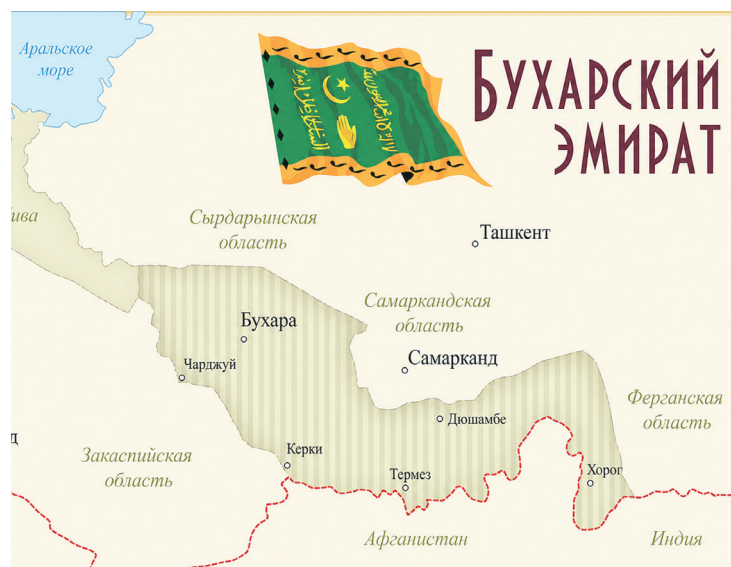 Аральское
море
БУХАРСКИЙ
ЭМИРАТ
Сырдарьинская
область
Ташкент
Самаркандская
область
Бухара
Самарканд
Чарджуй
Дюшамбе
Ферганская
область
Закаспийская
область
Керки
Термез
Хорог
Афганистан
Индия